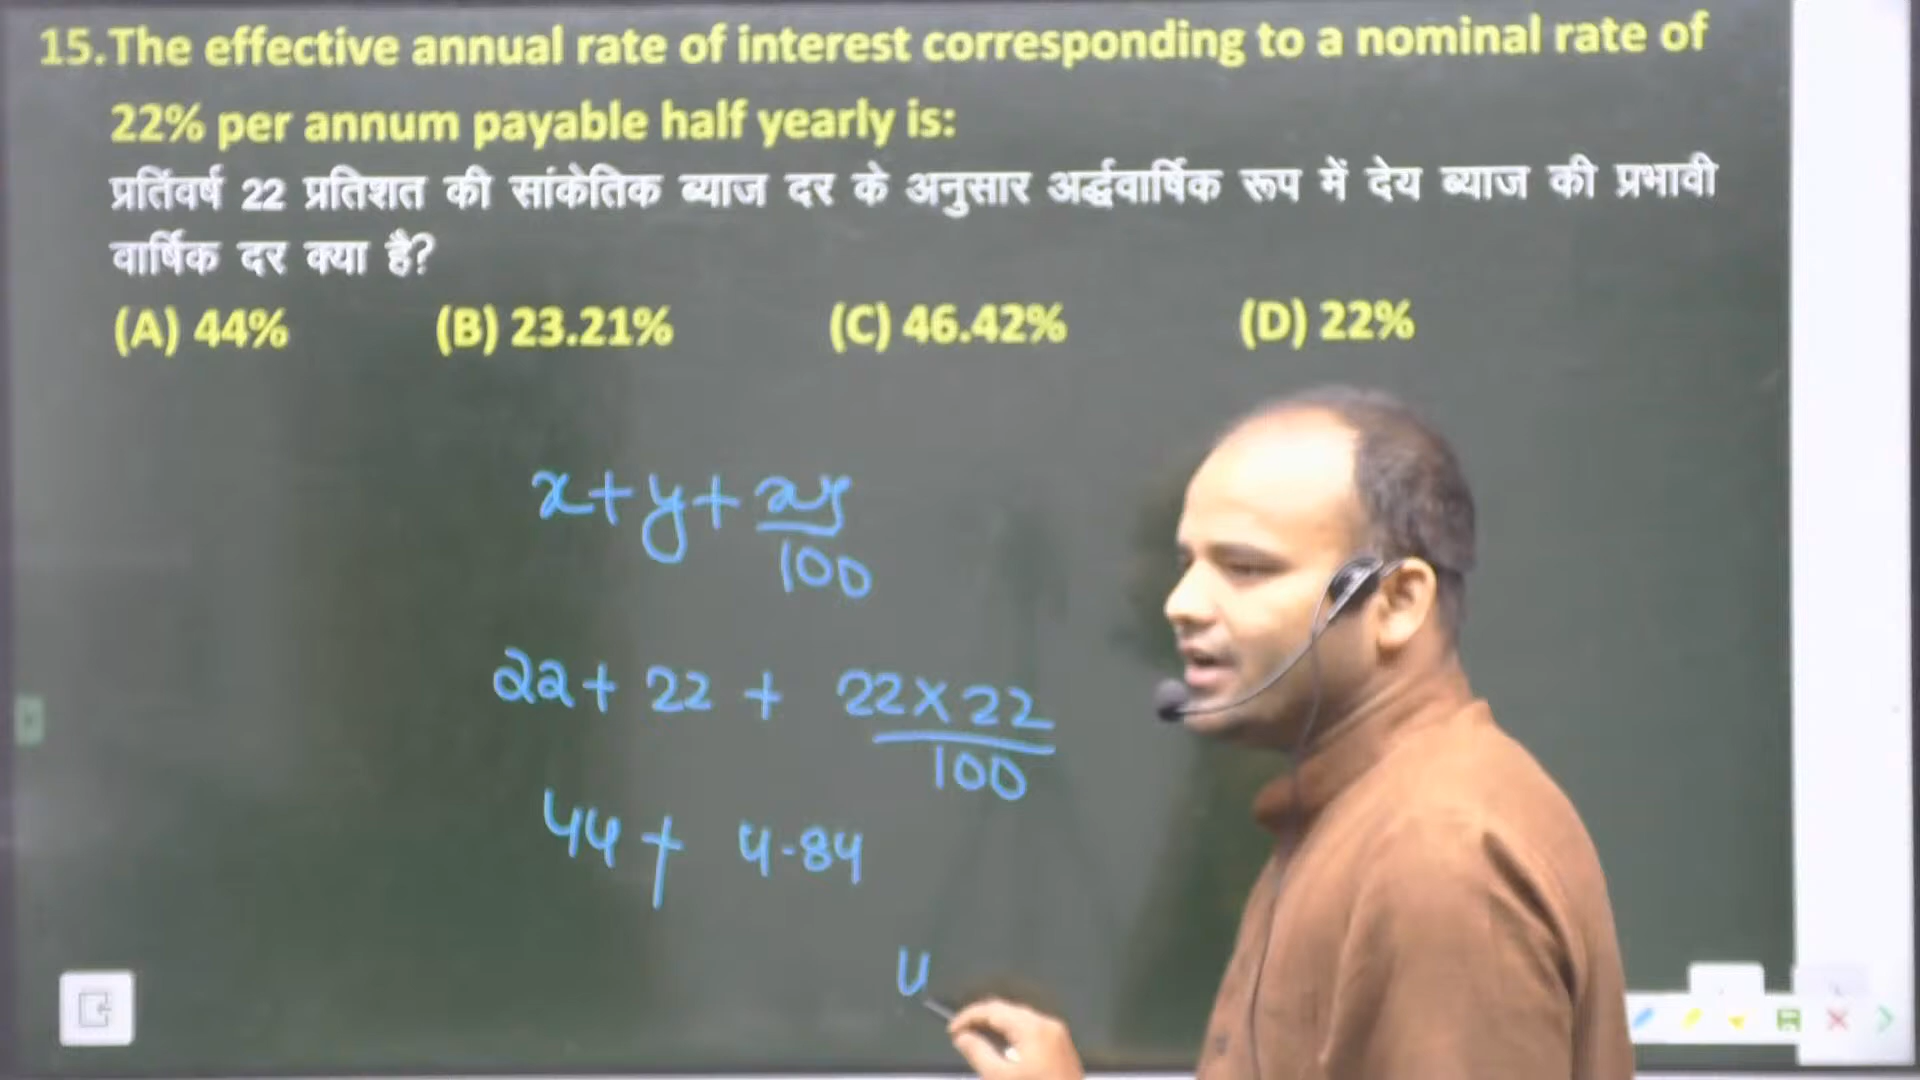 15.The effective annual rate of interest corresponding to a nominal rate of
22% per annum payable half yearly is:
प्रतिंवर्ष 22 प्रतिशत की सांकेतिक ब्याज दर के अनुसार अर्द्धवार्षिक रूप में देय ब्याज की प्रभावी
वार्षिक दर क्या है?
(A) 44% (B) 23.21% (C) 46.42% (D) 22%
x+y+xy/100
22+22+22×22/100
44+4.84